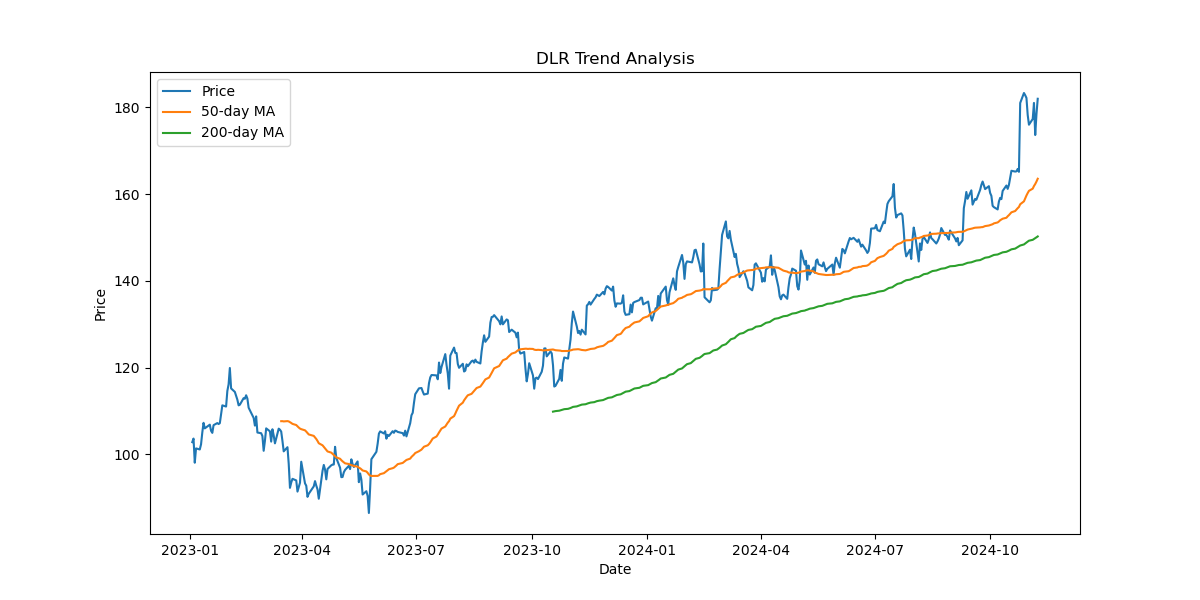 DLR Trend Analysis
Price
50-day MA
200-day MA
180
160
140
120
100
Price
2023-01
2023-04
2023-07
2023-10
2024-01
2024-04
2024-07
2024-10
Date